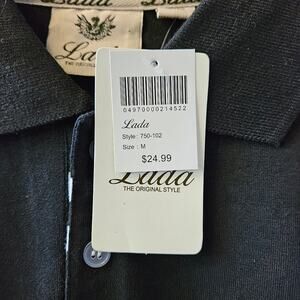 Lada
Lada
THE ORIGINAL STYLE
04970000214522
Lada
Style: 750-102
Size : M
$24.99
Lada
THE ORIGINAL STYLE